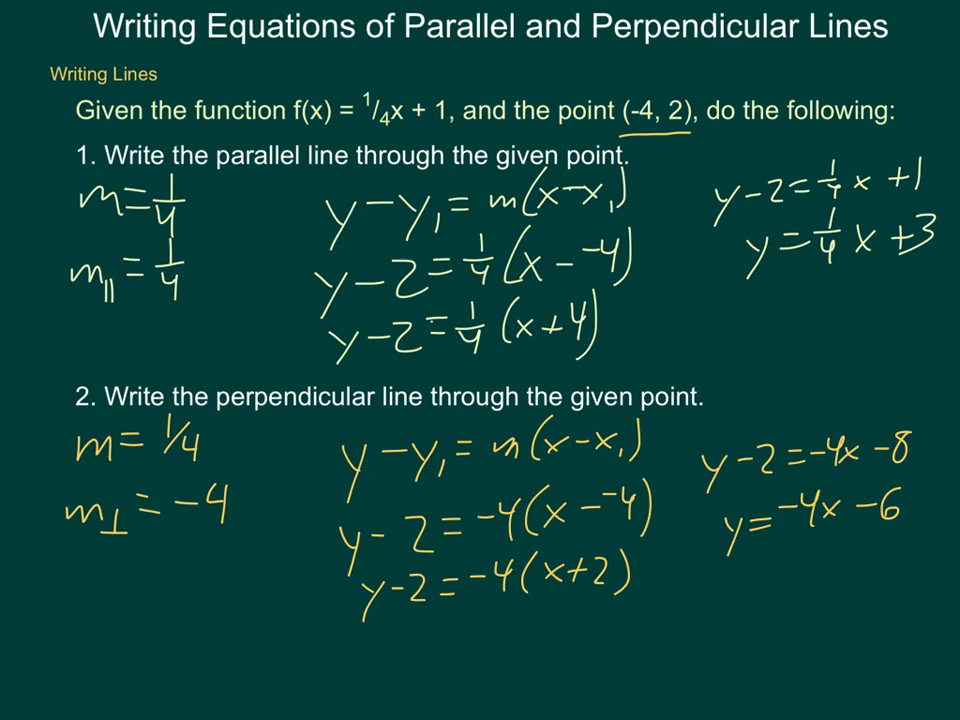 Writing Equations of Parallel and Perpendicular Lines
Writing Lines
Given the function f(x) = ¹/₄x + 1, and the point (-4, 2), do the following:
1. Write the parallel line through the given point.
m = 1/4
m∥ = 1/4
y - y₁ = m(x - x₁)
y - 2 = 1/4 (x - -4)
y - 2 = 1/4 (x + 4)
y - 2 = 1/4 x + 1
y = 1/4 x + 3
2. Write the perpendicular line through the given point.
m = 1/4
m⊥ = -4
y - y₁ = m(x - x₁)
y - 2 = -4(x - -4)
y - 2 = -4(x + 2)
y - 2 = -4x - 8
y = -4x - 6